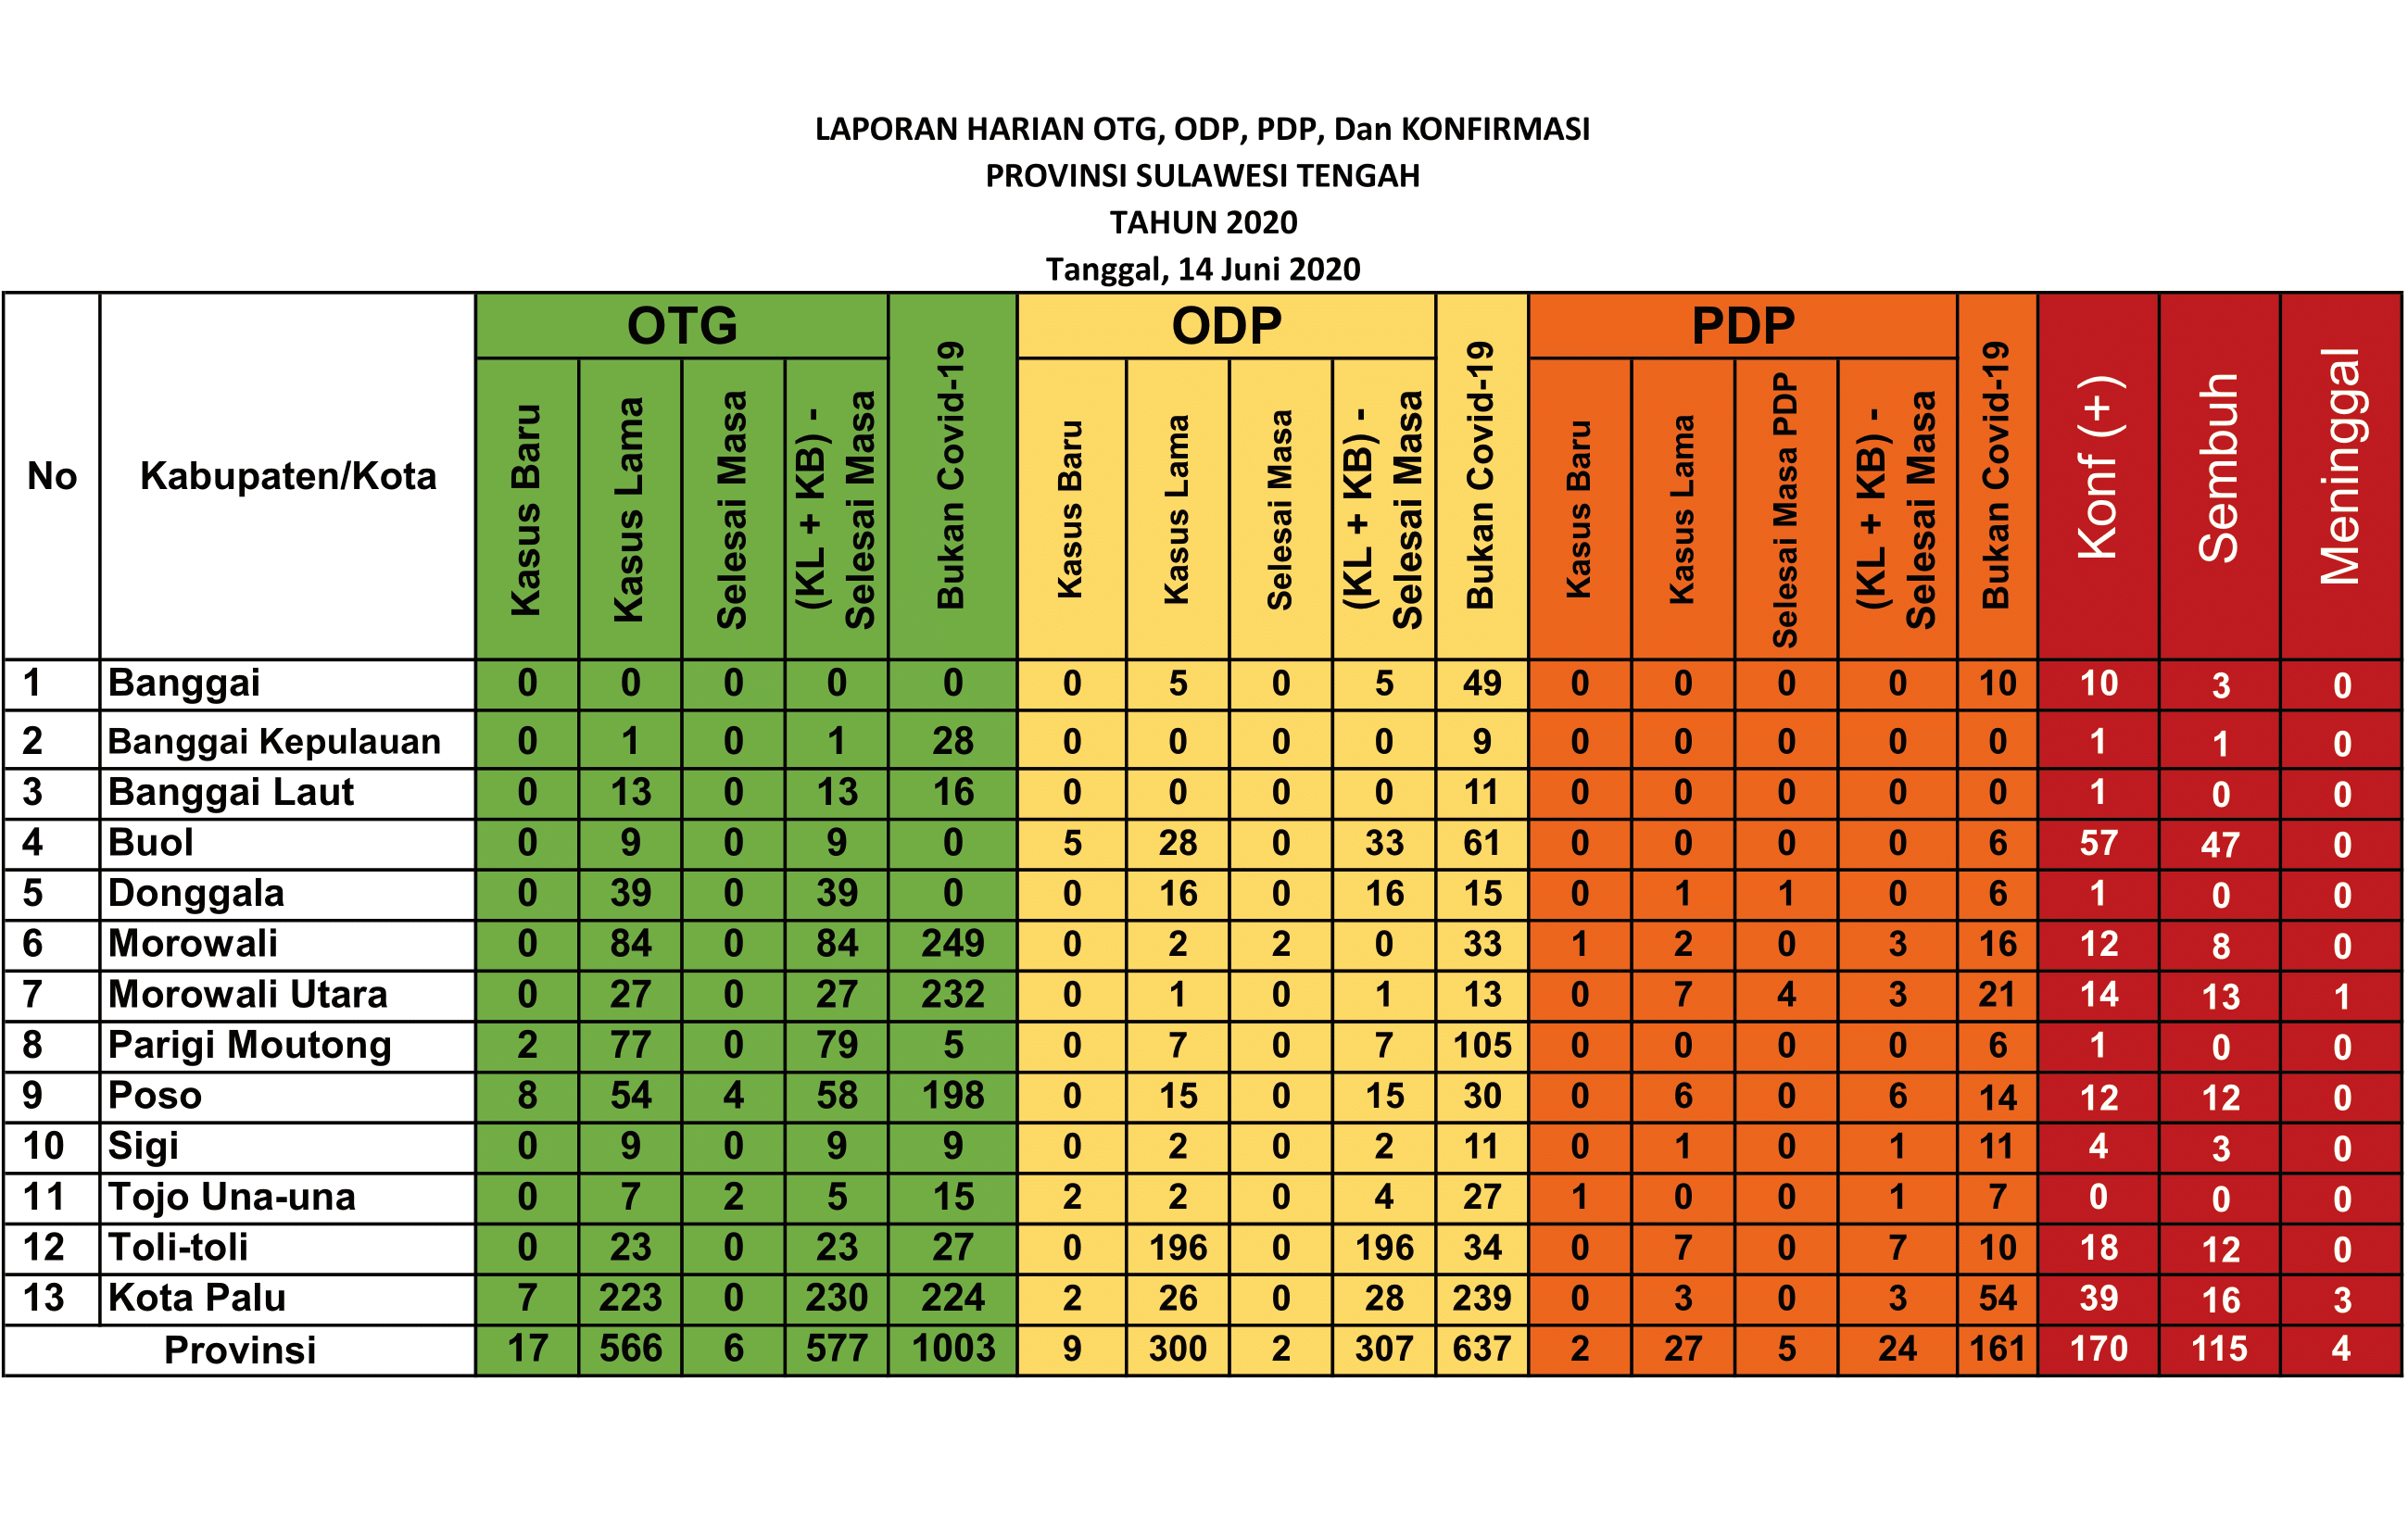 LAPORAN HARIAN OTG, ODP, PDP, Dan KONFIRMASI
PROVINSI SULAWESI TENGAH
TAHUN 2020
Tanggal, 14 Juni 2020
No Kabupaten/Kota OTG Bukan Covid-19 ODP Bukan Covid-19 PDP Bukan Covid-19 Konf (+) Sembuh Meninggal
Kasus Baru Kasus Lama Selesai Masa (KL + KB) - Selesai Masa Kasus Baru Kasus Lama Selesai Masa (KL + KB) - Selesai Masa Kasus Baru Kasus Lama Selesai Masa PDP (KL + KB) - Selesai Masa
1 Banggai 0 0 0 0 0 0 5 0 5 49 0 0 0 0 10 10 3 0
2 Banggai Kepulauan 0 1 0 1 28 0 0 0 0 9 0 0 0 0 0 1 1 0
3 Banggai Laut 0 13 0 13 16 0 0 0 0 11 0 0 0 0 0 1 0 0
4 Buol 0 9 0 9 0 5 28 0 33 61 0 0 0 0 6 57 47 0
5 Donggala 0 39 0 39 0 0 16 0 16 15 0 1 1 0 6 1 0 0
6 Morowali 0 84 0 84 249 0 2 2 0 33 1 2 0 3 16 12 8 0
7 Morowali Utara 0 27 0 27 232 0 1 0 1 13 0 7 4 3 21 14 13 1
8 Parigi Moutong 2 77 0 79 5 0 7 0 7 105 0 0 0 0 6 1 0 0
9 Poso 8 54 4 58 198 0 15 0 15 30 0 6 0 6 14 12 12 0
10 Sigi 0 9 0 9 9 0 2 0 2 11 0 1 0 1 11 4 3 0
11 Tojo Una-una 0 7 2 5 15 2 2 0 4 27 1 0 0 1 7 0 0 0
12 Toli-toli 0 23 0 23 27 0 196 0 196 34 0 7 0 7 10 18 12 0
13 Kota Palu 7 223 0 230 224 2 26 0 28 239 0 3 0 3 54 39 16 3
Provinsi 17 566 6 577 1003 9 300 2 307 637 2 27 5 24 161 170 115 4